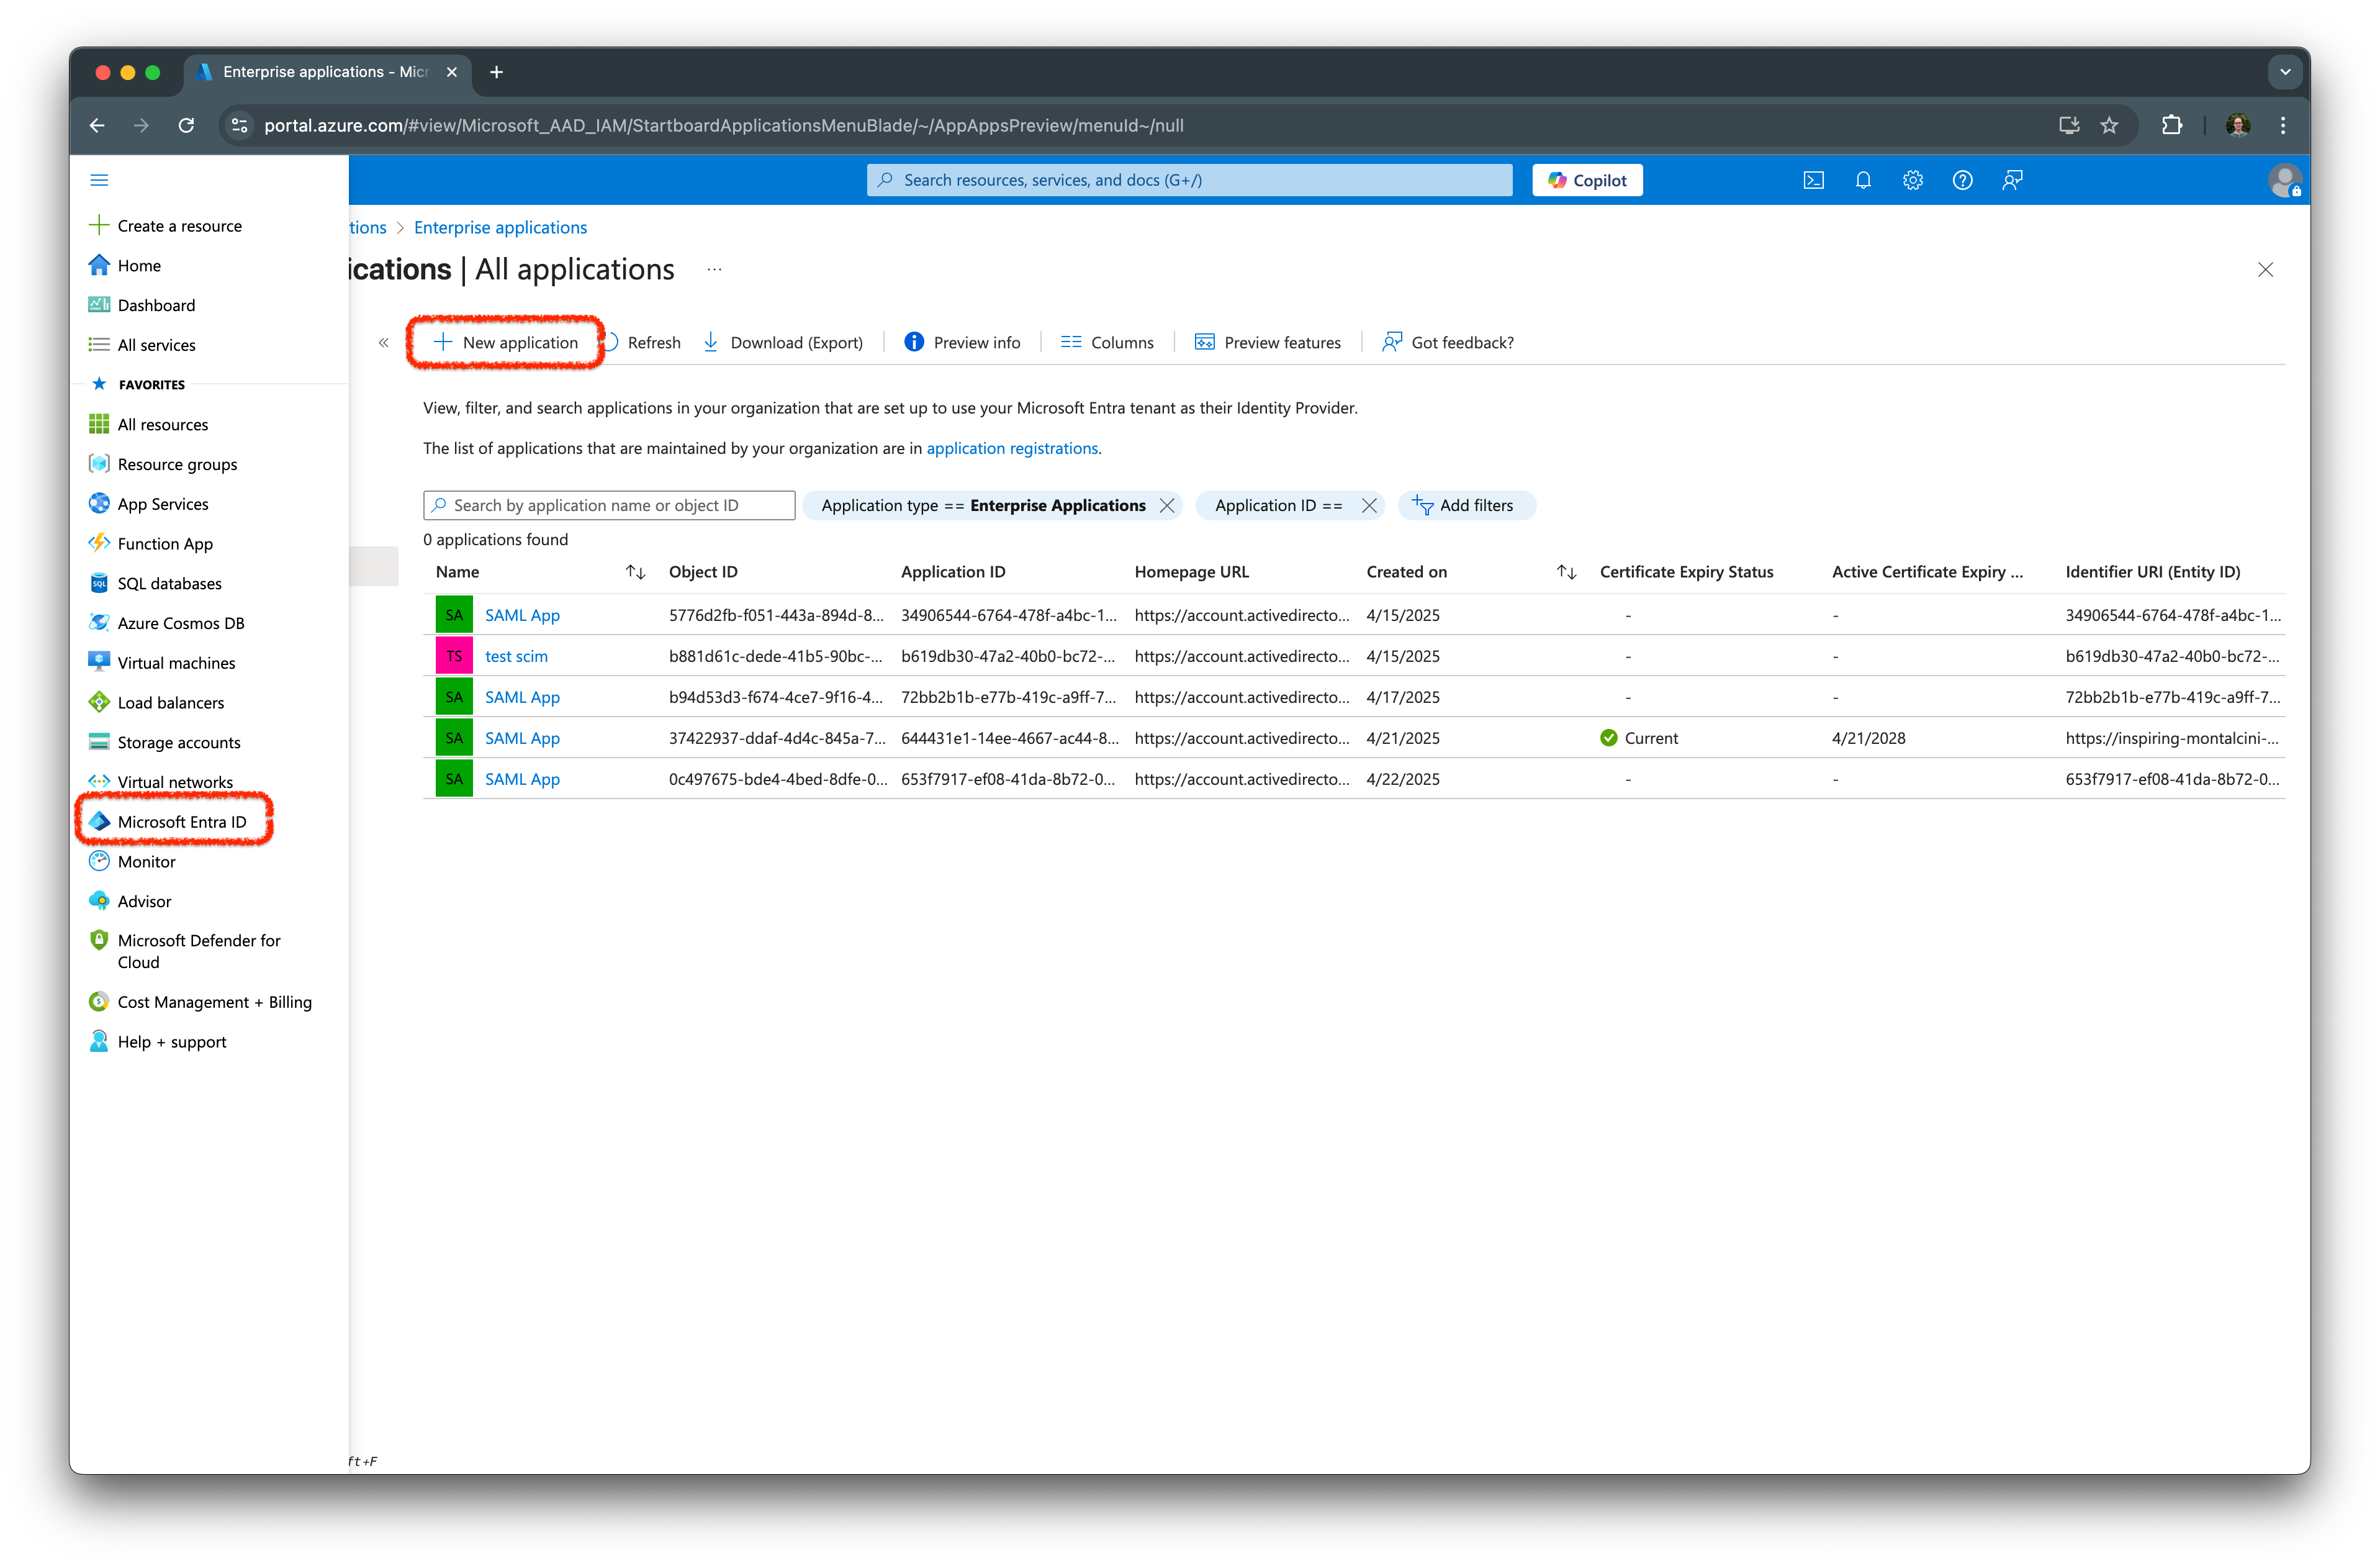 Enterprise applications - Micr
portal.azure.com/#view/Microsoft_AAD_IAM/StartboardApplicationsMenuBlade/~/AppAppsPreview/menuId~/null
Search resources, services, and docs (G+/)
Copilot
Create a resource
Home
Dashboard
All services
FAVORITES
All resources
Resource groups
App Services
Function App
SQL databases
Azure Cosmos DB
Virtual machines
Load balancers
Storage accounts
Virtual networks
Microsoft Entra ID
Monitor
Advisor
Microsoft Defender for
Cloud
Cost Management + Billing
Help + support
tions > Enterprise applications
ications | All applications ...
New application Refresh Download (Export) Preview info Columns Preview features Got feedback?
View, filter, and search applications in your organization that are set up to use your Microsoft Entra tenant as their Identity Provider.
The list of applications that are maintained by your organization are in application registrations.
Search by application name or object ID Application type == Enterprise Applications Application ID == Add filters
0 applications found
Name Object ID Application ID Homepage URL Created on Certificate Expiry Status Active Certificate Expiry ... Identifier URI (Entity ID)
SA SAML App 5776d2fb-f051-443a-894d-8... 34906544-6764-478f-a4bc-1... https://account.activedirecto... 4/15/2025 - - 34906544-6764-478f-a4bc-1...
TS test scim b881d61c-dede-41b5-90bc-... b619db30-47a2-40b0-bc72-... https://account.activedirecto... 4/15/2025 - - b619db30-47a2-40b0-bc72-...
SA SAML App b94d53d3-f674-4ce7-9f16-4... 72bb2b1b-e77b-419c-a9ff-7... https://account.activedirecto... 4/17/2025 - - 72bb2b1b-e77b-419c-a9ff-7...
SA SAML App 37422937-ddaf-4d4c-845a-7... 644431e1-14ee-4667-ac44-8... https://account.activedirecto... 4/21/2025 Current 4/21/2028 https://inspiring-montalcini-...
SA SAML App 0c497675-bde4-4bed-8dfe-0... 653f7917-ef08-41da-8b72-0... https://account.activedirecto... 4/22/2025 - - 653f7917-ef08-41da-8b72-0...
ft+F